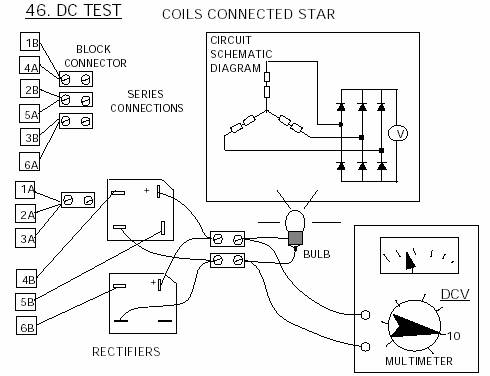 46. DC TEST
COILS CONNECTED STAR
1B
4A
2B
5A
3B
6A
BLOCK
CONNECTOR
SERIES
CONNECTIONS
CIRCUIT
SCHEMATIC
DIAGRAM
V
1A
2A
3A
4B
5B
6B
+
+
RECTIFIERS
BULB
DCV
10
MULTIMETER